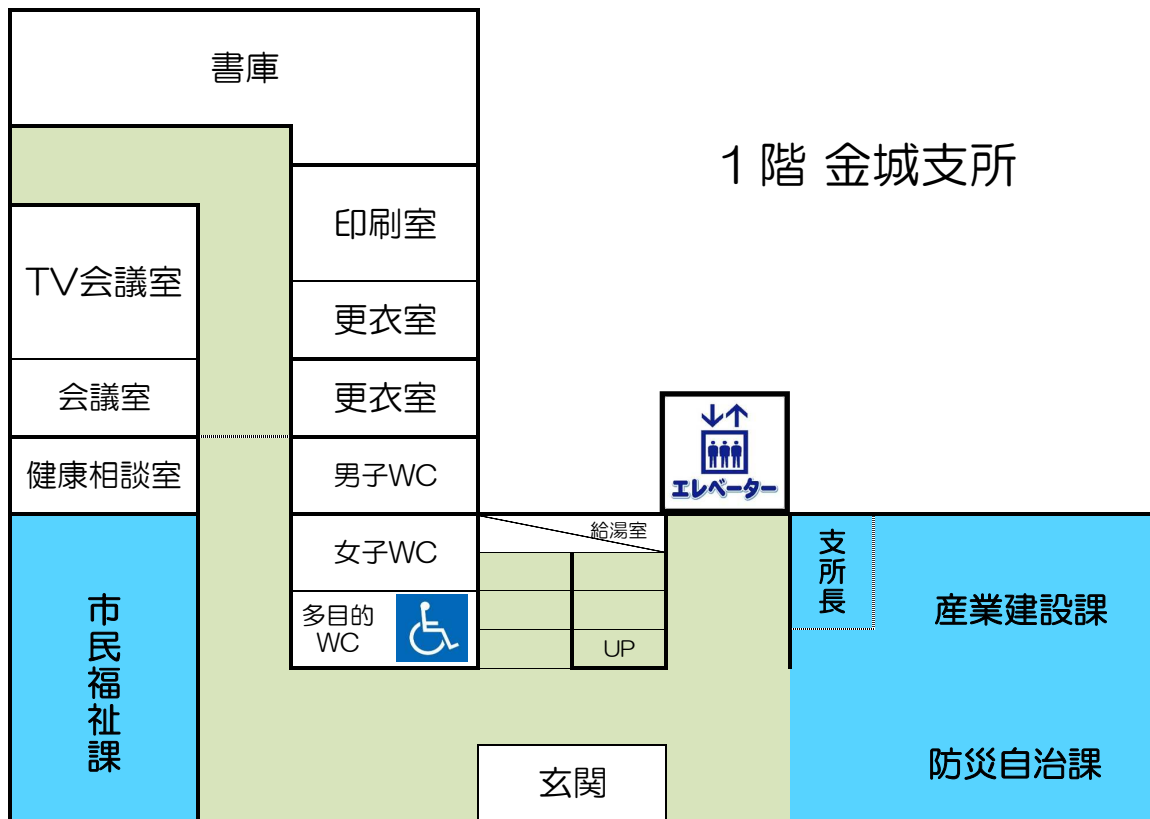 書庫
1階 金城支所
印刷室
TV会議室
更衣室
会議室
更衣室
健康相談室
男子WC
エレベーター
女子WC
給湯室
支所長
産業建設課
市民福祉課
多目的
WC
UP
防災自治課
玄関